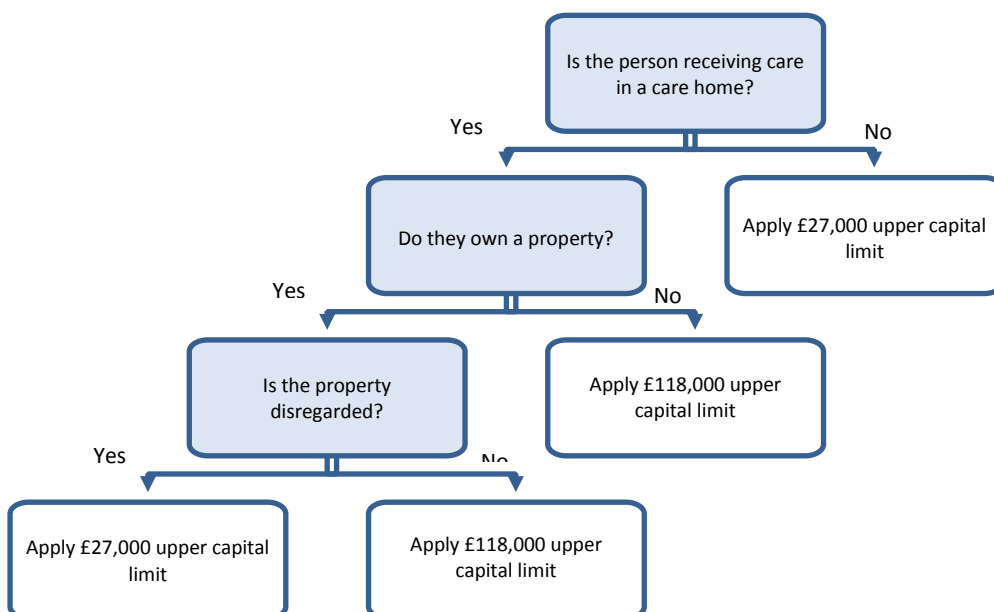 Is the person receiving care
in a care home?
Yes
No
Do they own a property?
Apply £27,000 upper capital
limit
Yes
No
Is the property
disregarded?
Apply £118,000 upper
capital limit
Yes
No
Apply £27,000 upper capital
limit
Apply £118,000 upper
capital limit